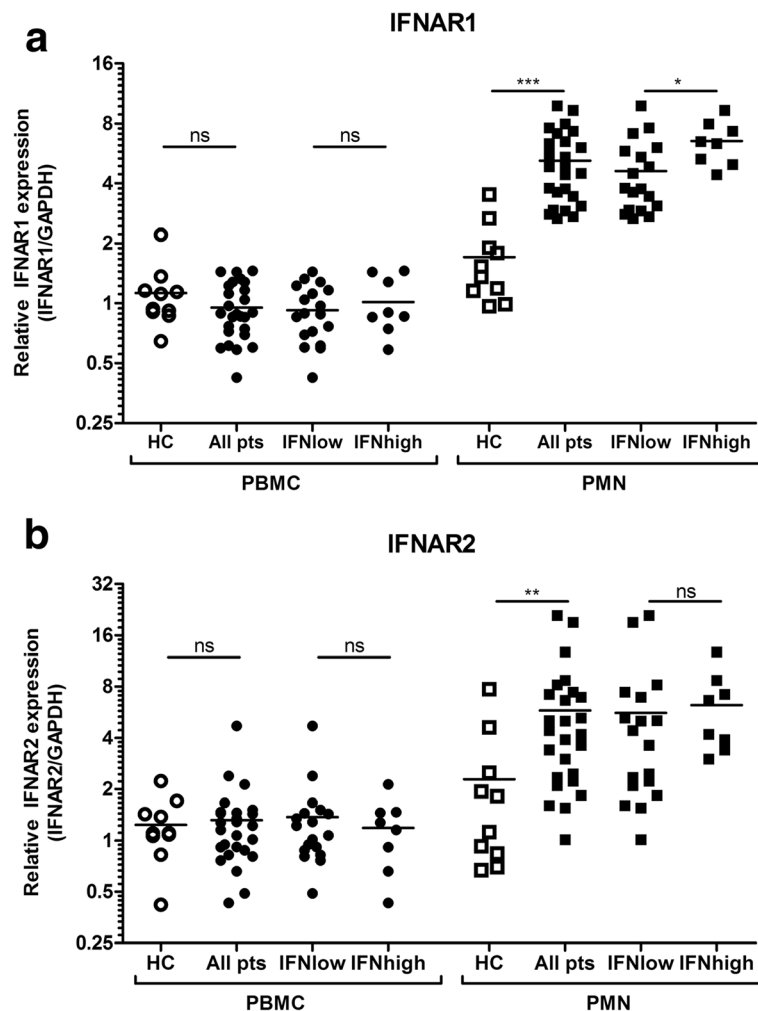 a
IFNAR1
Relative IFNAR1 expression
(IFNAR1/GAPDH)
16
8
4
2
1
0.5
0.25
ns
ns
***
*
HC
All pts
IFNlow
IFNhigh
HC
All pts
IFNlow
IFNhigh
PBMC
PMN
b
IFNAR2
Relative IFNAR2 expression
(IFNAR2/GAPDH)
32
16
8
4
2
1
0.5
0.25
ns
ns
**
ns
HC
All pts
IFNlow
IFNhigh
HC
All pts
IFNlow
IFNhigh
PBMC
PMN